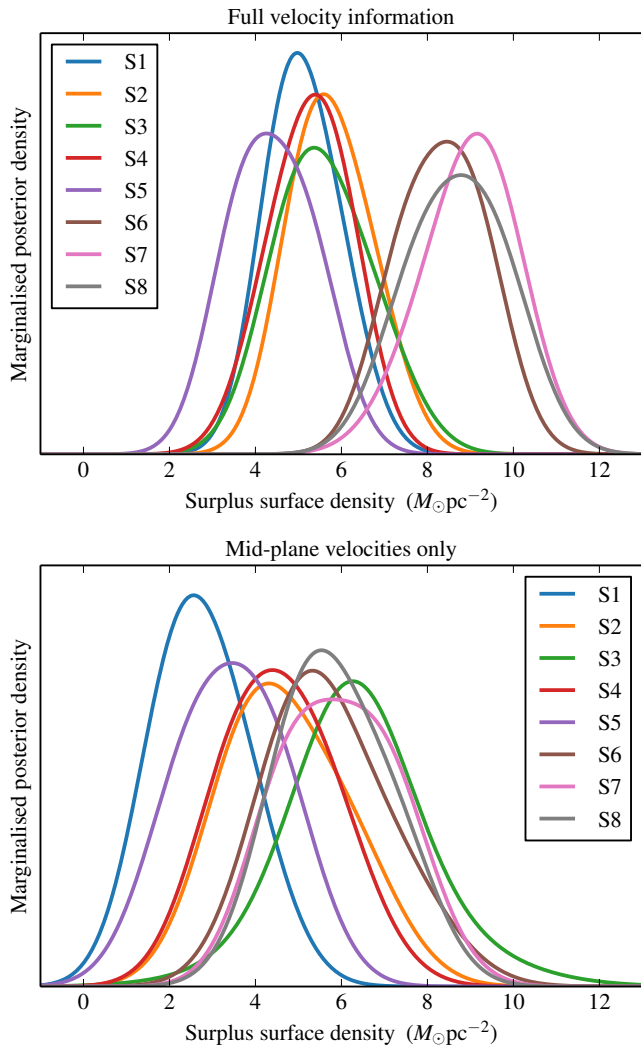 Full velocity information
Marginalised posterior density
S1
S2
S3
S4
S5
S6
S7
S8
0 2 4 6 8 10 12
Surplus surface density (M⊙pc⁻²)
Mid-plane velocities only
Marginalised posterior density
S1
S2
S3
S4
S5
S6
S7
S8
0 2 4 6 8 10 12
Surplus surface density (M⊙pc⁻²)